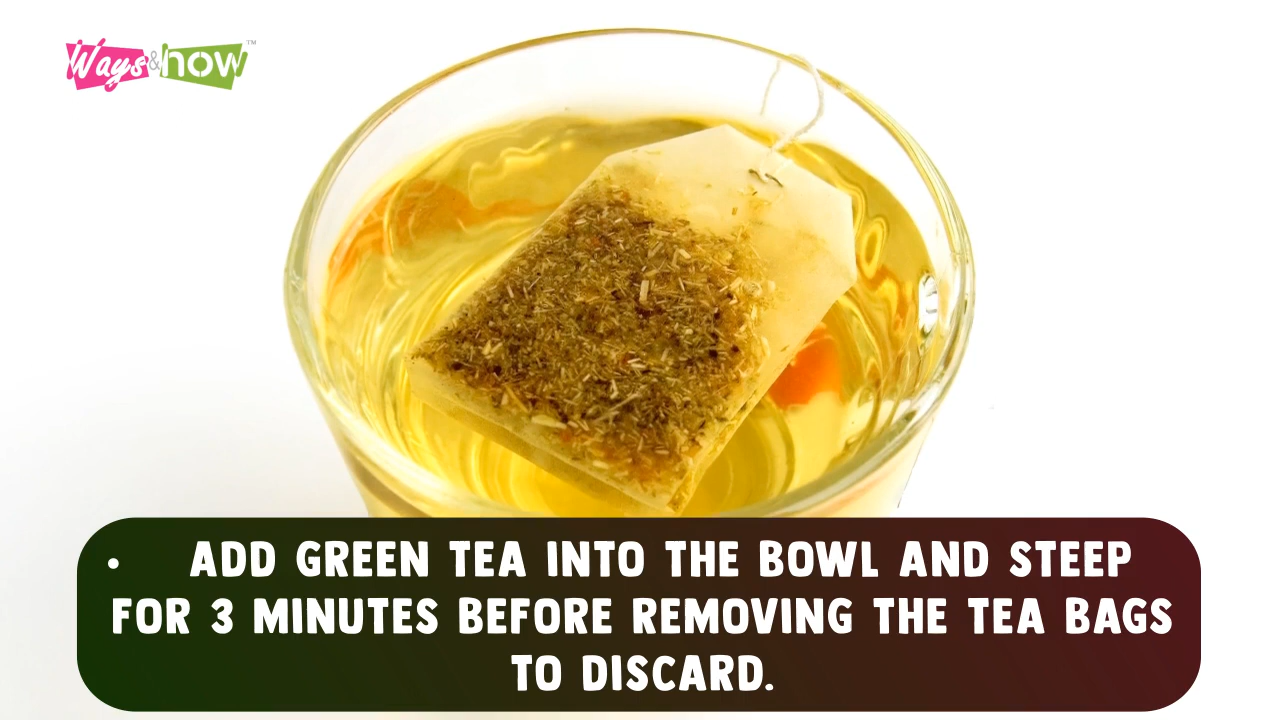 Ways & how ™
• ADD GREEN TEA INTO THE BOWL AND STEEP
FOR 3 MINUTES BEFORE REMOVING THE TEA BAGS
TO DISCARD.